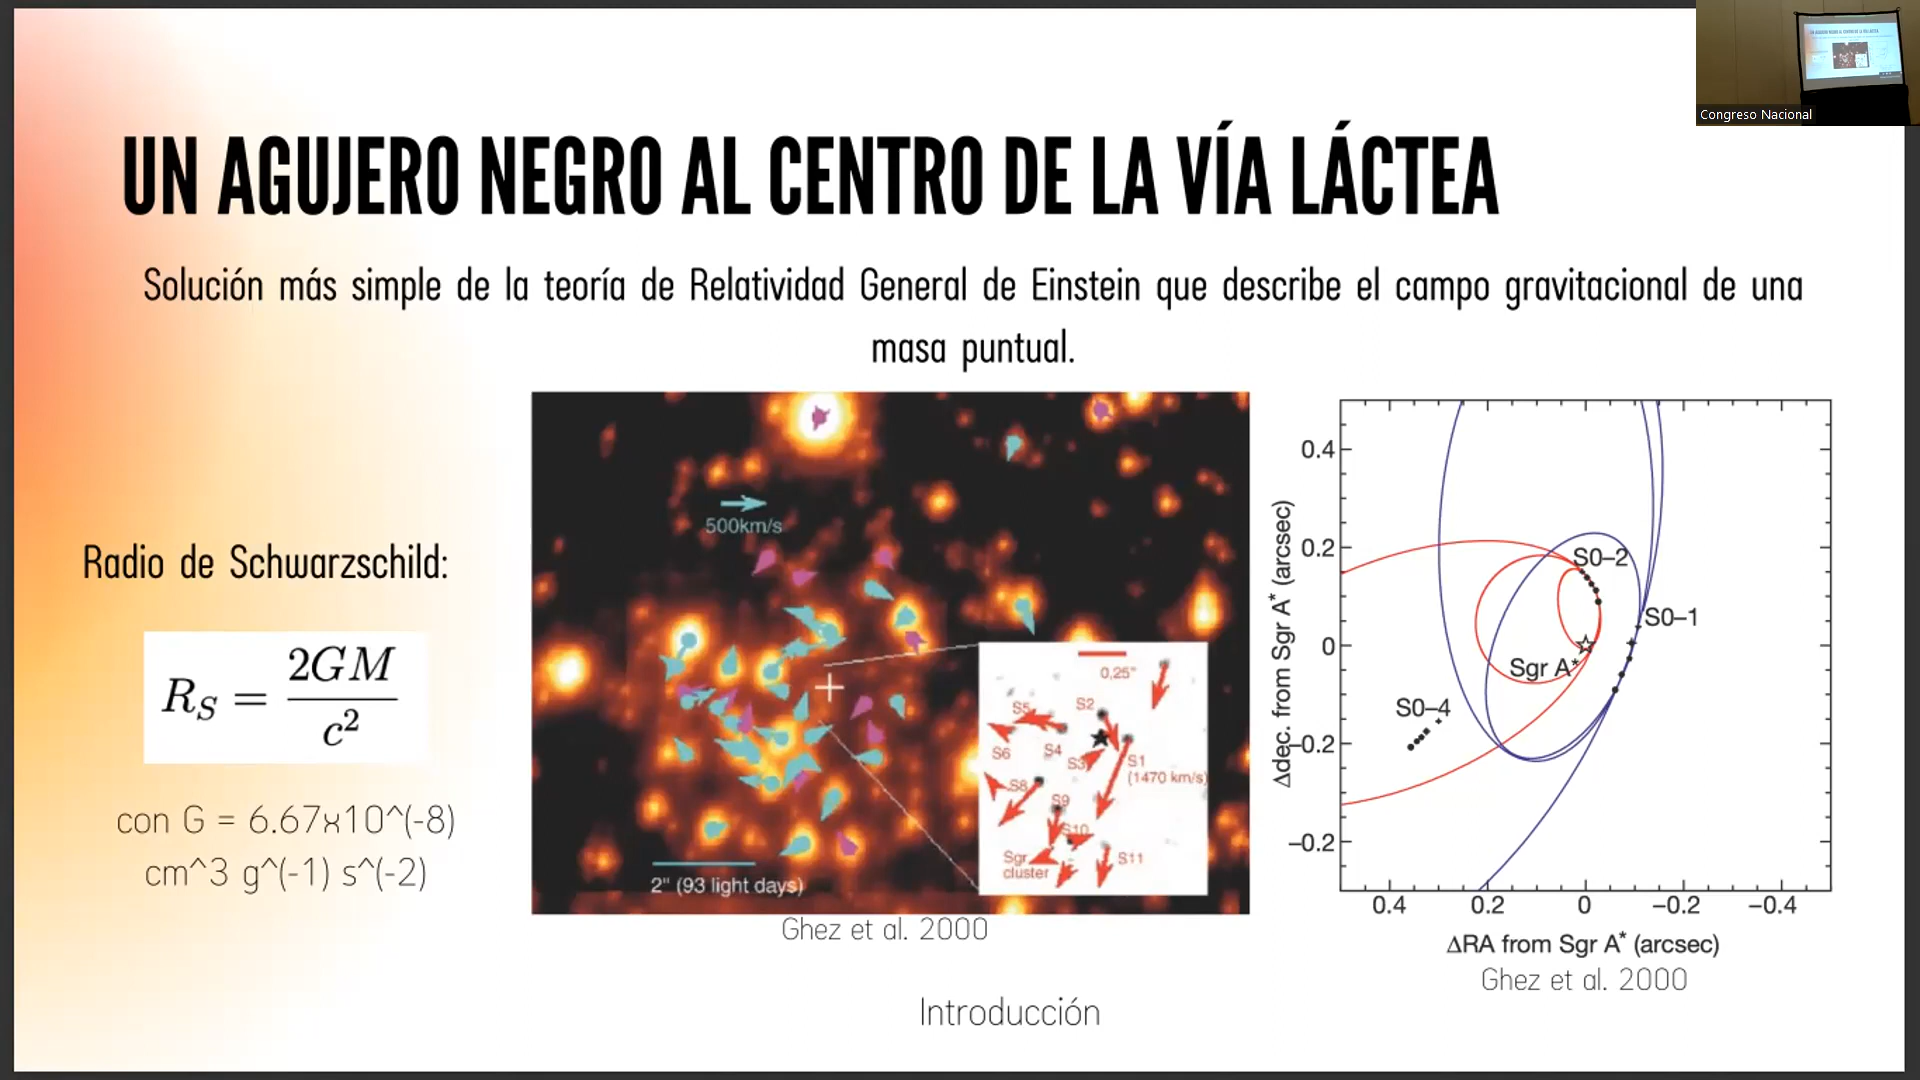 Congreso Nacional
UN AGUJERO NEGRO AL CENTRO DE LA VÍA LÁCTEA
Solución más simple de la teoría de Relatividad General de Einstein que describe el campo gravitacional de una
masa puntual.
Radio de Schwarzschild:
R_S = 2GM / c^2
con G = 6.67x10^(-8)
cm^3 g^(-1) s^(-2)
500km/s
2" (93 light days)
0,25"
S5
S2
S6
S4
S3
S1
(1470 km/s)
S8
S9
S10
Sgr
cluster
S11
Ghez et al. 2000
Δdec. from Sgr A* (arcsec)
0.4
0.2
0
–0.2
–0.2
S0–2
S0–1
Sgr A*
S0–4
0.4 0.2 0 –0.2 –0.4
ΔRA from Sgr A* (arcsec)
Ghez et al. 2000
Introducción